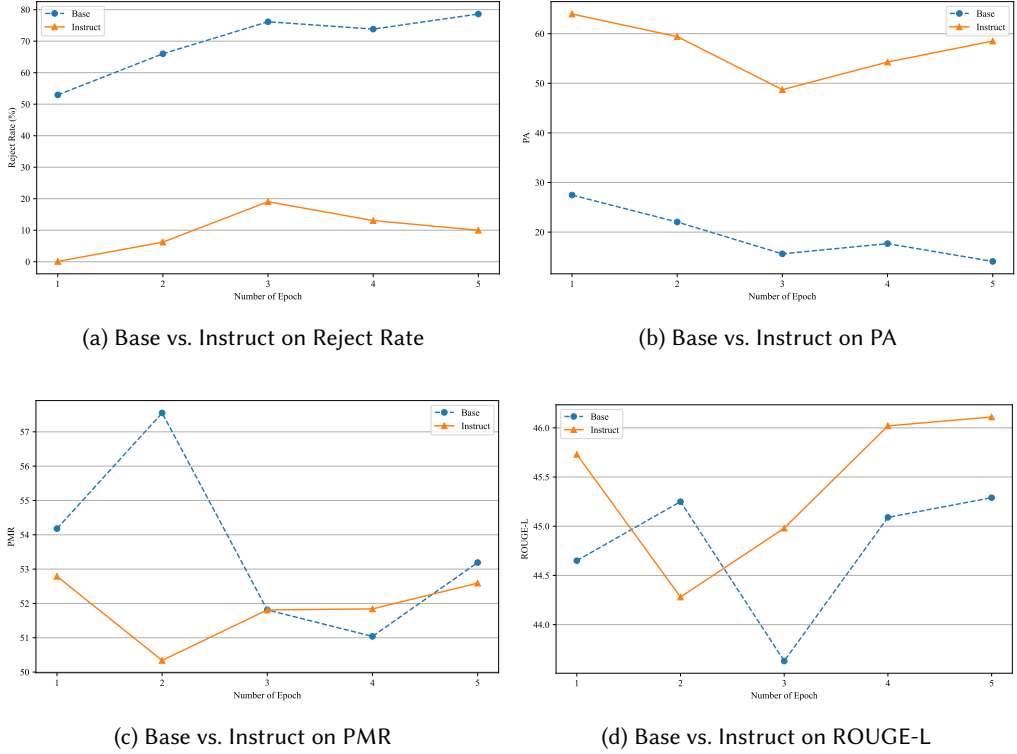 80
70
60
50
40
30
20
10
0
Reject Rate (%)
Base
Instruct
1 2 3 4 5
Number of Epoch
(a) Base vs. Instruct on Reject Rate
60
50
40
30
20
PA
Base
Instruct
1 2 3 4 5
Number of Epoch
(b) Base vs. Instruct on PA
57
56
55
54
53
52
51
50
PMR
Base
Instruct
1 2 3 4 5
Number of Epoch
(c) Base vs. Instruct on PMR
46.0
45.5
45.0
44.5
44.0
ROUGE-L
Base
Instruct
1 2 3 4 5
Number of Epoch
(d) Base vs. Instruct on ROUGE-L